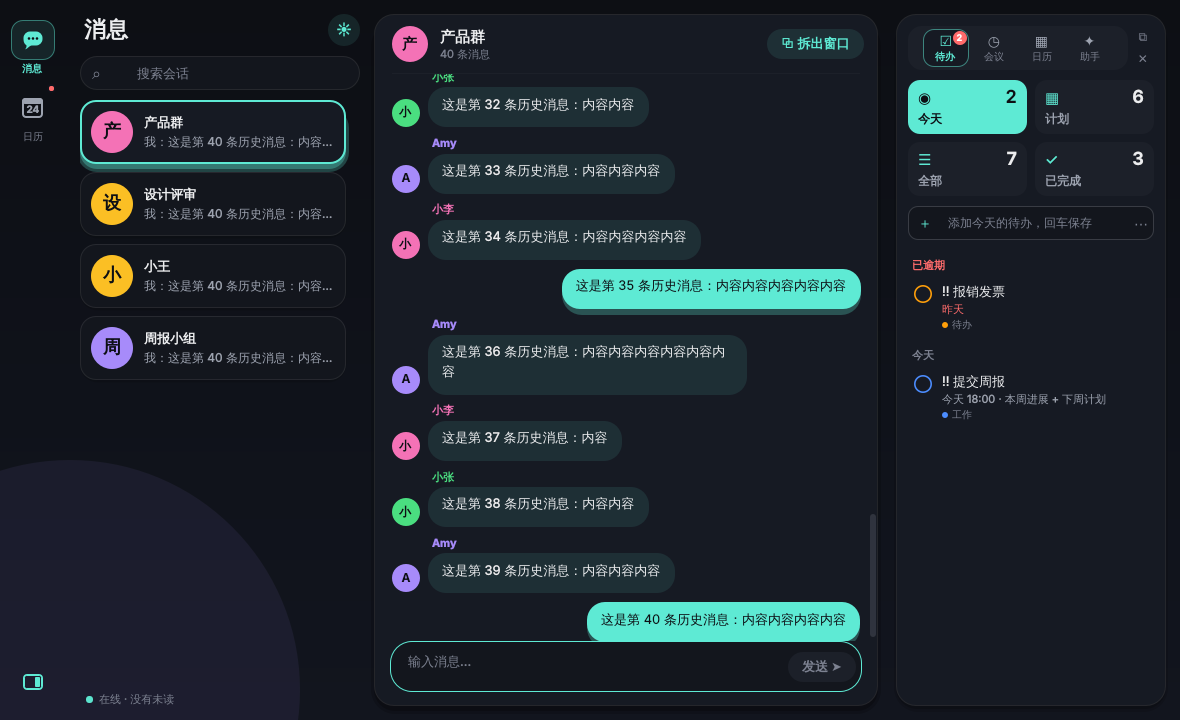 消息
24
日历
消息
搜索会话
产
产品群
我：这是第 40 条历史消息：内容...
设
设计评审
我：这是第 40 条历史消息：内容...
小
小王
我：这是第 40 条历史消息：内容...
周
周报小组
我：这是第 40 条历史消息：内容...
在线 · 没有未读
产
产品群
40 条消息
拆出窗口
小张
小
这是第 32 条历史消息：内容内容
Amy
A
这是第 33 条历史消息：内容内容内容
小李
小
这是第 34 条历史消息：内容内容内容内容
这是第 35 条历史消息：内容内容内容内容内容
Amy
A
这是第 36 条历史消息：内容内容内容内容内容内
容
小李
小
这是第 37 条历史消息：内容
小张
小
这是第 38 条历史消息：内容内容
Amy
A
这是第 39 条历史消息：内容内容内容
这是第 40 条历史消息：内容内容内容内容
输入消息...
发送
2
待办
会议
日历
助手
2
今天
6
计划
7
全部
3
已完成
+ 添加今天的待办，回车保存 ...
已逾期
!! 报销发票
昨天
待办
今天
!! 提交周报
今天 18:00 · 本周进展 + 下周计划
工作